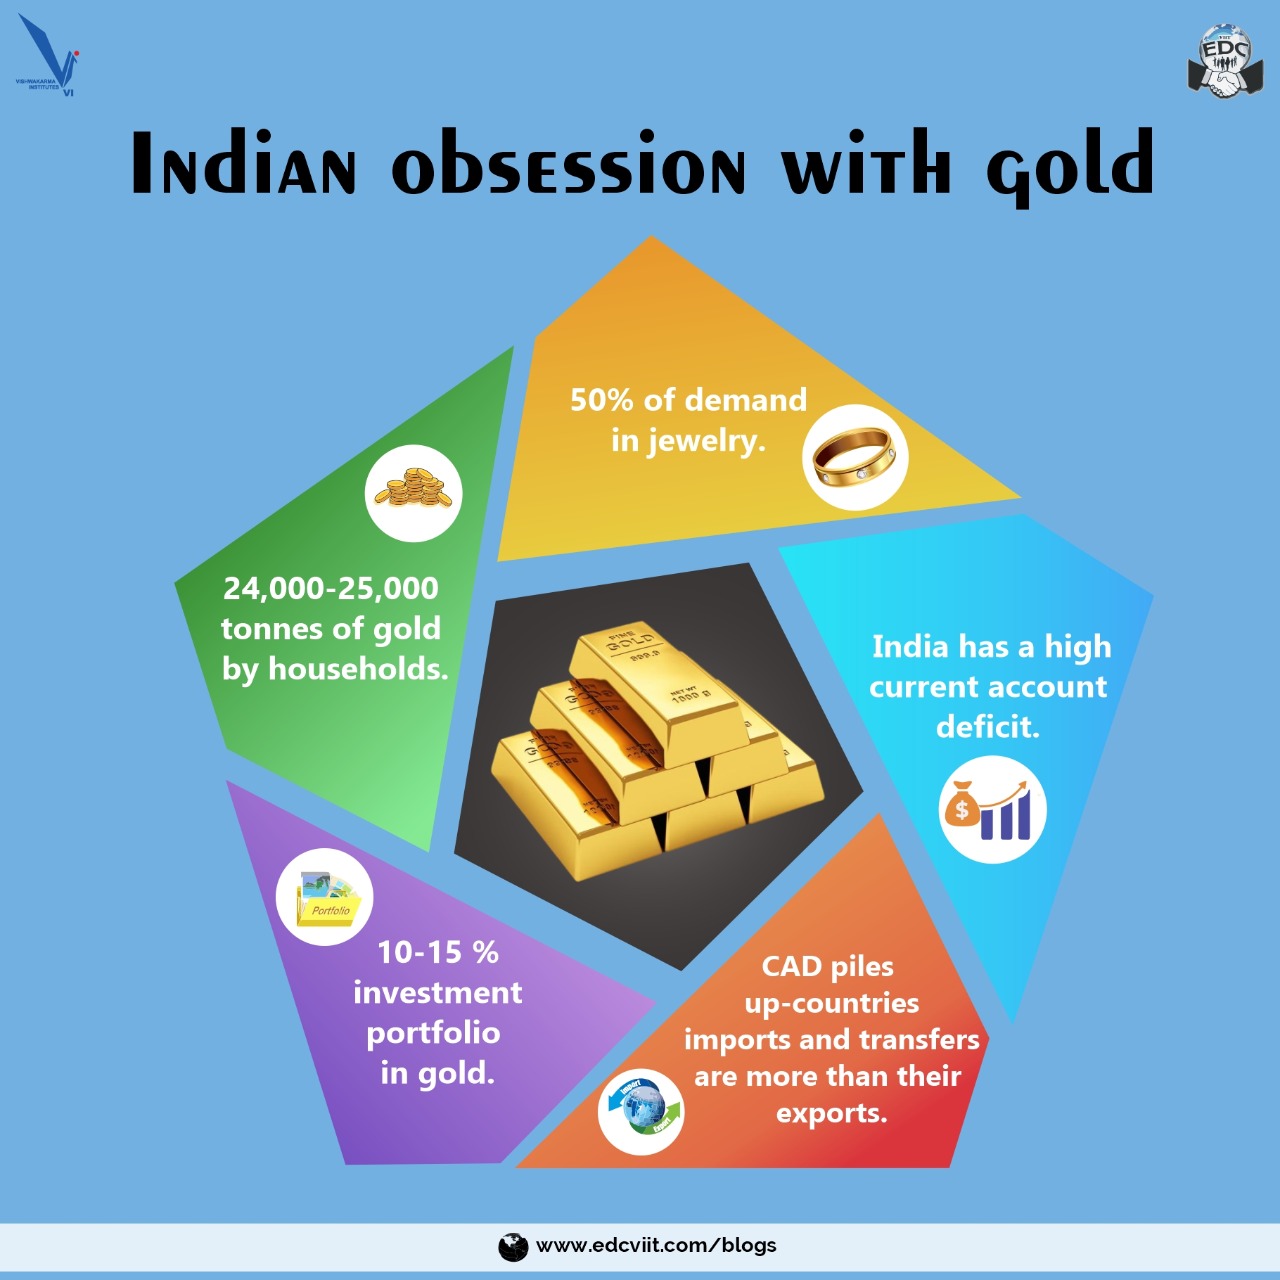 VISHWAKARMA
INSTITUTES
VI
VIIT
EDC
Indian obsession with gold
50% of demand
in jewelry.
24,000-25,000
tonnes of gold
by households.
India has a high
current account
deficit.
$
FINE
GOLD
999.9
NET WT
1000 g
Portfolio
10-15 %
investment
portfolio
in gold.
CAD piles
up-countries
imports and transfers
are more than their
exports.
Import
Export
www.edcviit.com/blogs